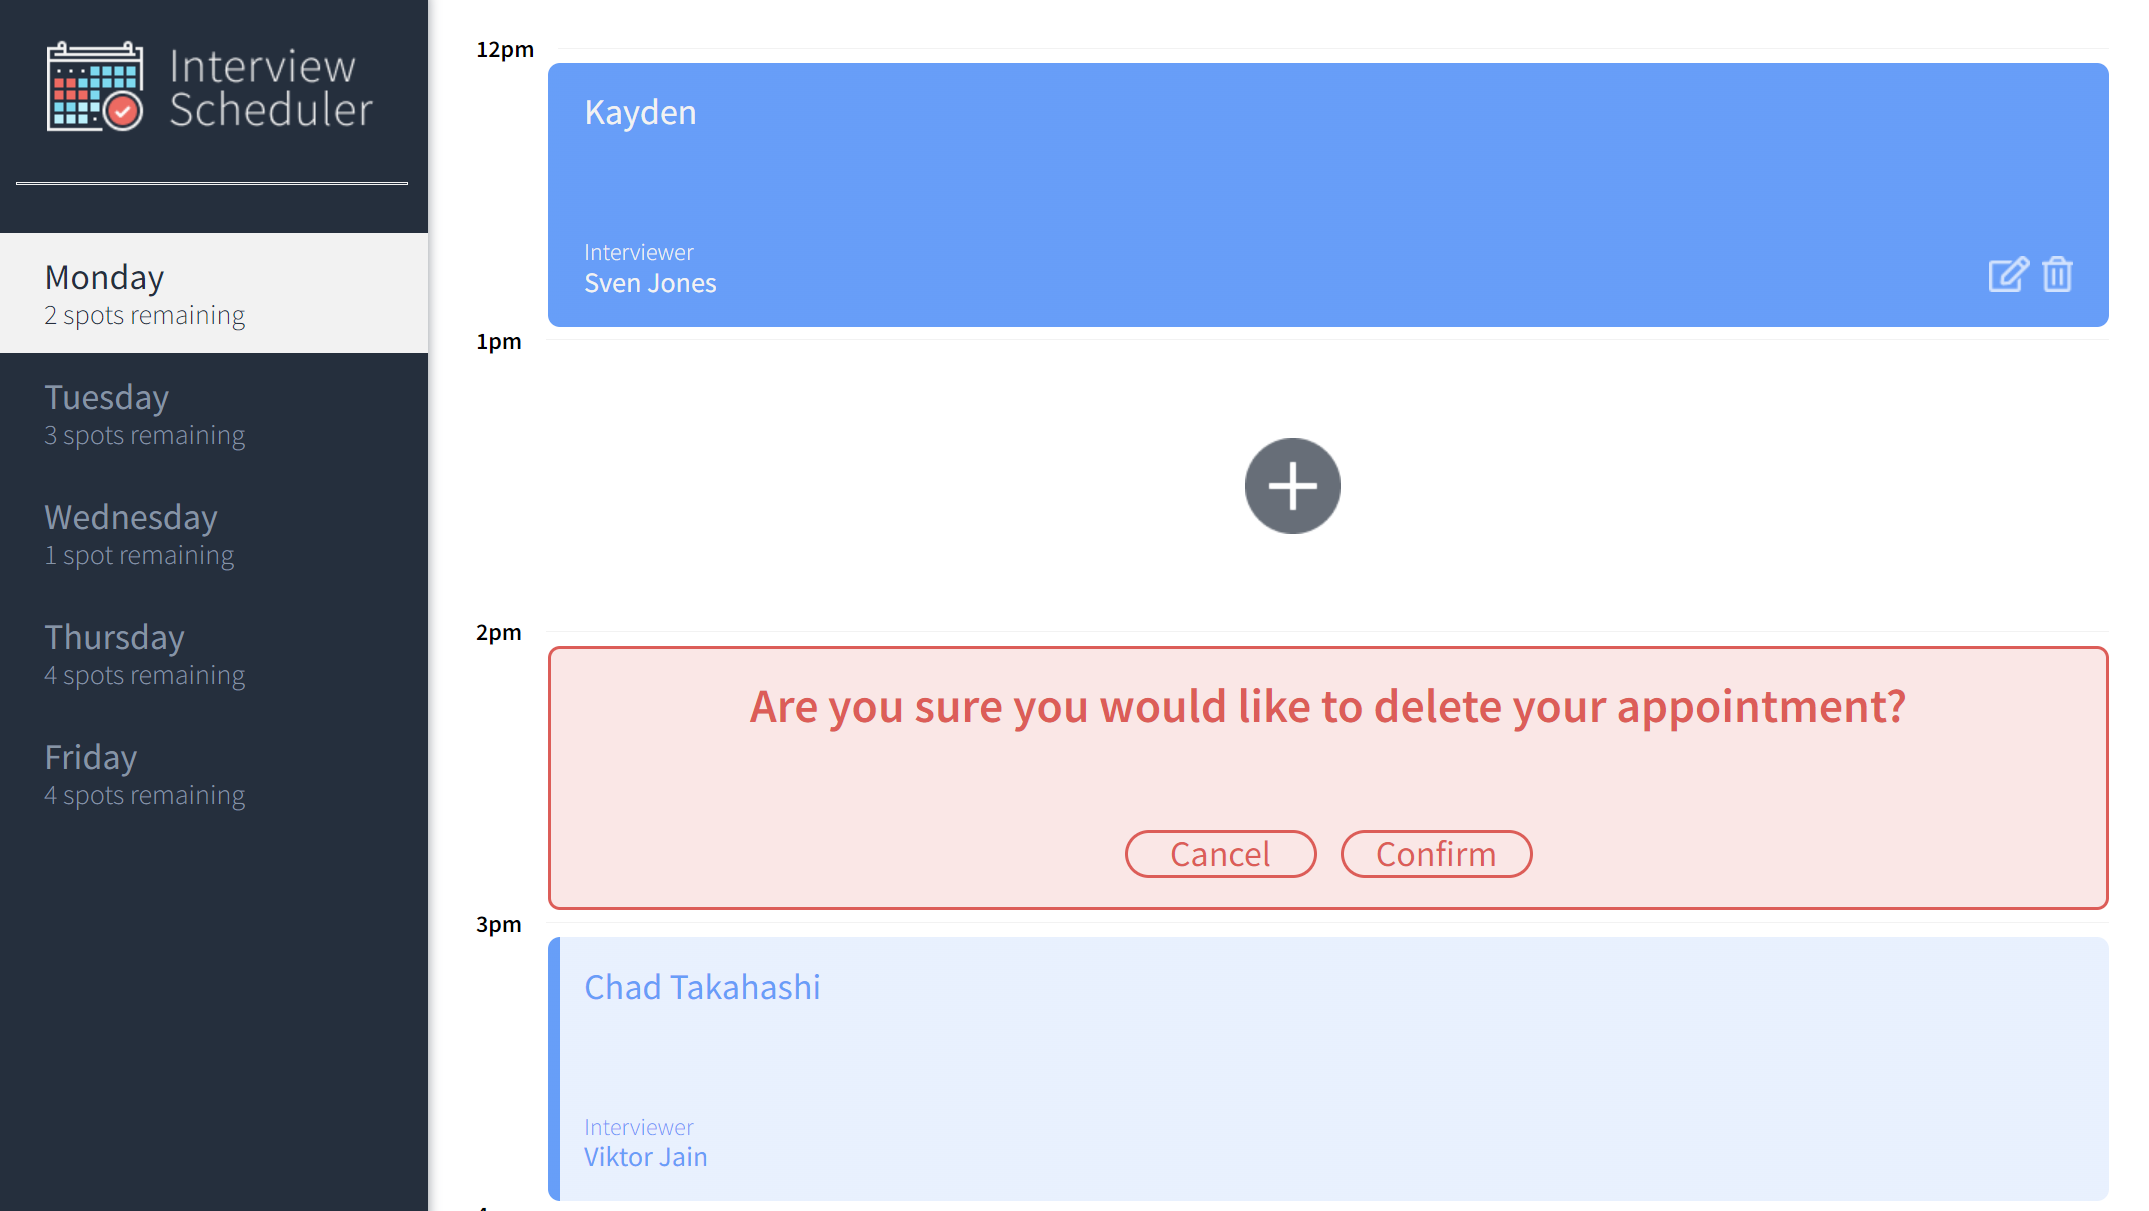 Interview
Scheduler
Monday
2 spots remaining
Tuesday
3 spots remaining
Wednesday
1 spot remaining
Thursday
4 spots remaining
Friday
4 spots remaining
12pm
Kayden
Interviewer
Sven Jones
1pm
2pm
Are you sure you would like to delete your appointment?
Cancel Confirm
3pm
Chad Takahashi
Interviewer
Viktor Jain